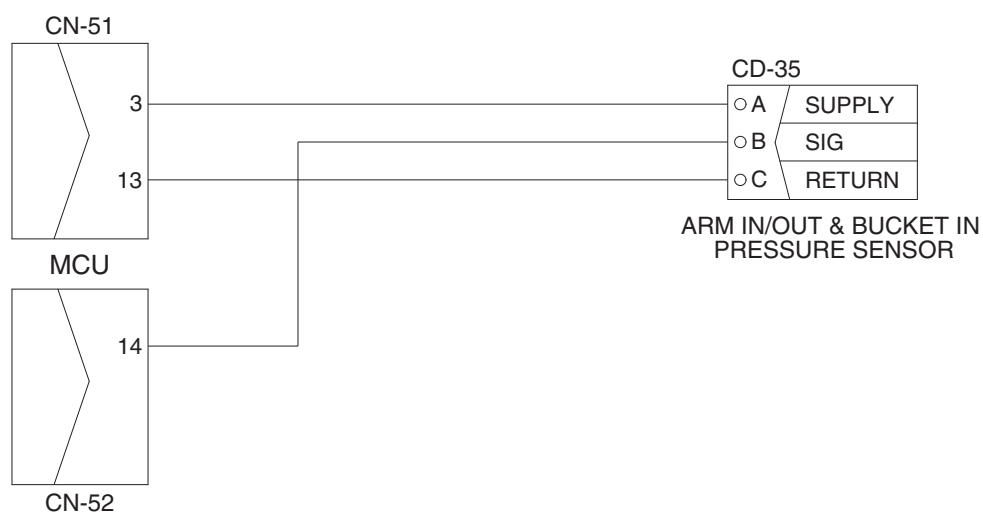 CN-51
3
13
MCU
14
CN-52
CD-35
A SUPPLY
B SIG
C RETURN
ARM IN/OUT & BUCKET IN
PRESSURE SENSOR